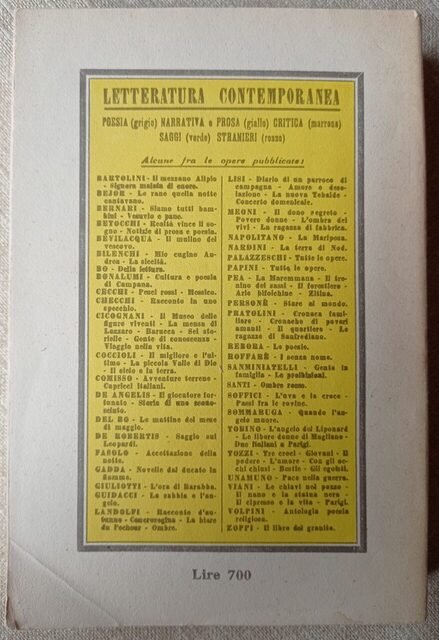 LETTERATURA CONTEMPORANEA
POESIA (grigio) NARRATIVA e PROSA (giallo) CRITICA (marrone)
SAGGI (verde) STRANIERI (rosso)
Alcune fra le opere pubblicate:
BARTOLINI - Il mezzano Alipio
- Signora malata di cuore.
BEJOR - Le rane quella notte
cantavano.
BERNARI - Siamo tutti bam-
bini - Vesuvio e pane.
BETOCCHI - Realtà vince il so-
gno - Notizie di prosa e poesia.
BEVILACQUA - Il mulino del
vescovo.
BILENCHI - Mio cugino An-
drea - La siccità.
BO - Della lettura.
BONALUMI - Cultura e poesia
di Campana.
CECCHI - Pesci rossi - Messico.
CHECCHI - Racconto in uno
specchio.
CICOGNANI - Il Museo delle
figure viventi - La mensa di
Lazzaro - Barucca - Sei sto-
rielle - Gente di conoscenza -
Viaggio nella vita.
COCCIOLI - Il migliore e l'ul-
timo - La piccola Valle di Dio
- Il cielo e la terra.
COMISSO - Avventure terrene -
Capricci italiani.
DE ANGELIS - Il giocatore for-
tunato - Storia di uno scono-
sciuto.
DEL BO - Le mattine del mese
di maggio.
DE ROBERTIS - Saggio sul
Leopardi.
FASOLO - Accettazione della
notte.
GADDA - Novelle dal ducato in
fiamme.
GIULIOTTI - L'ora di Barabba.
GUIDACCI - La sabbia e l'an-
gelo.
LANDOLFI - Racconto d'au-
tunno - Cancroregina - La bière
du Pecheur - Ombre.
LISI - Diario di un parroco di
campagna - Amore e deso-
lazione - La nuova Tebaide -
Concerto domenicale.
MEONI - Il dono segreto -
Povere donne - L'ombra dei
vivi - La ragazza di fabbrica.
NAPOLITANO - La Mariposa.
NARDINI - La terra di Nod.
PALAZZESCHI - Tutte le opere.
PAPINI - Tutte le opere.
PEA - La Maremmana - Il tre-
nino dei sassi - Il forestiero -
Arie bifolchine - Zitina.
PERSONÈ - Stare al mondo.
PRATOLINI - Cronaca fami-
liare - Cronache di poveri
amanti - Il quartiere - Le
ragazze di Sanfrediano.
REBORA - Le poesie.
ROFFARÈ - I senza nome.
SANMINIATELLI - Gente in
famiglia - Le proibizioni.
SANTI - Ombre rosse.
SOFFICI - L'uva e la croce -
Passi fra le rovine.
SOMMARUGA - Quando l'an-
gelo muore.
TOBINO - L'angelo del Liponard
- Le libere donne di Magliano -
Due italiani a Parigi.
TOZZI - Tre croci - Giovani - Il
podere - L'amore - Con gli oc-
chi chiusi - Bestie - Gli egoisti.
UNAMUNO - Pace nella guerra.
VIANI - Le chiavi nel pozzo -
Il nano e la statua nera -
Il cipresso e la vite - Parigi.
VOLPINI - Antologia poesia
religiosa.
ZOPPI - Il libro del granito.
Lire 700